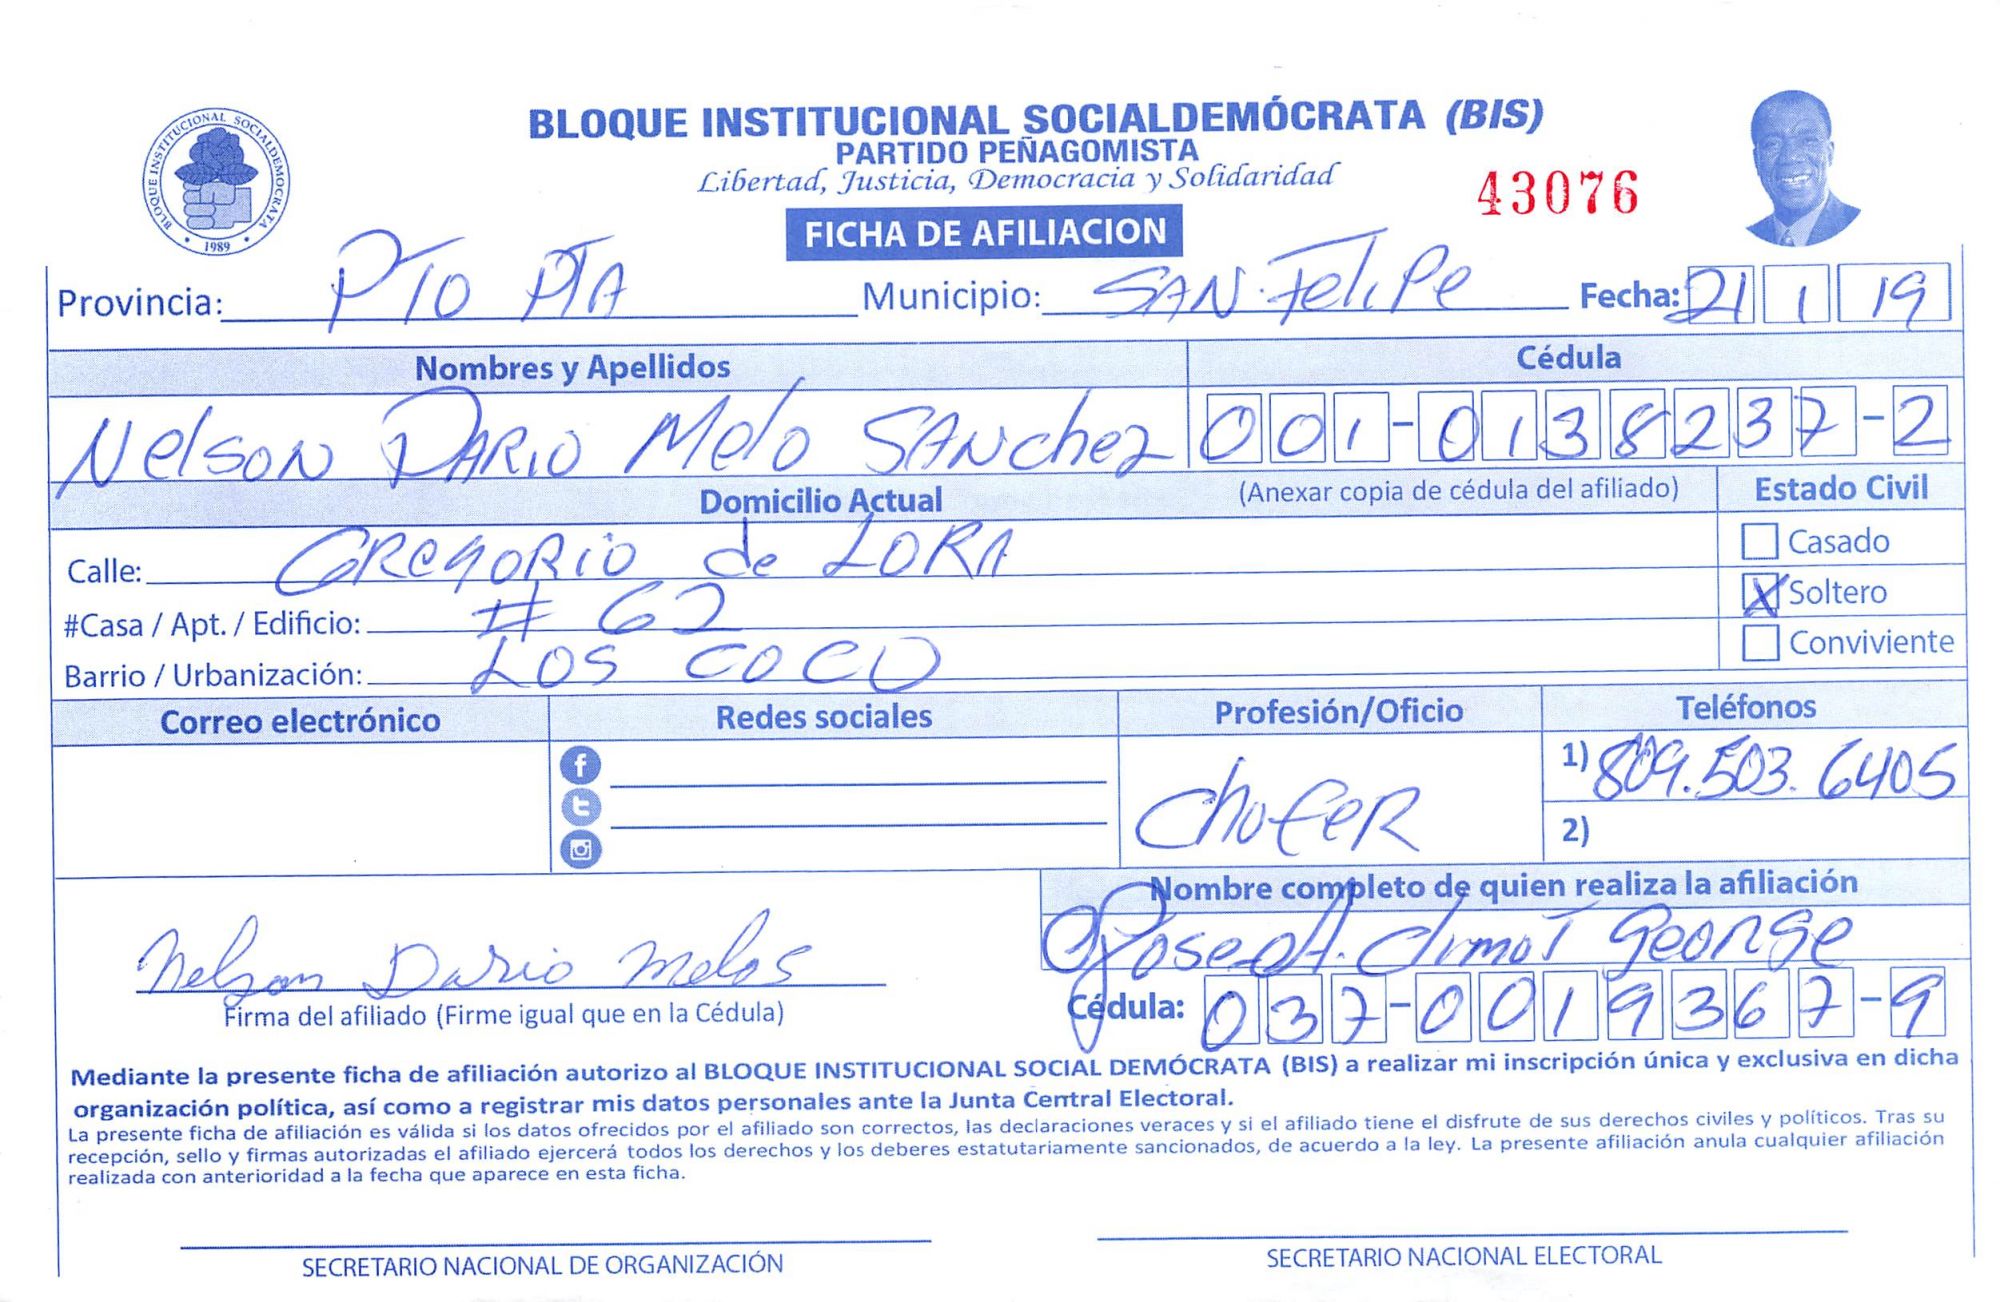 BLOQUE INSTITUCIONAL SOCIALDEMOCRATA
1989
BLOQUE INSTITUCIONAL SOCIALDEMÓCRATA (BIS)
PARTIDO PEÑAGOMISTA
Libertad, Justicia, Democracia y Solidaridad
43076
FICHA DE AFILIACION
Provincia: PTO PTA Municipio: SAN Felipe Fecha: 21 1 19
Nombres y Apellidos Cédula
Nelson DARIO Melo SANchez 001-0138237-2
Domicilio Actual (Anexar copia de cédula del afiliado) Estado Civil
Calle: GREGORIO de LORA Casado
#Casa / Apt. / Edificio: # 62 X Soltero
Barrio / Urbanización: LOS COCO Conviviente
Correo electrónico Redes sociales Profesión/Oficio Teléfonos
chofeR 1) 809.503.6405
2)
Nombre completo de quien realiza la afiliación
Nelson Dario melos Jose A. George
Firma del afiliado (Firme igual que en la Cédula) Cédula: 037-0019367-9
Mediante la presente ficha de afiliación autorizo al BLOQUE INSTITUCIONAL SOCIAL DEMÓCRATA (BIS) a realizar mi inscripción única y exclusiva en dicha
organización política, así como a registrar mis datos personales ante la Junta Central Electoral.
La presente ficha de afiliación es válida si los datos ofrecidos por el afiliado son correctos, las declaraciones veraces y si el afiliado tiene el disfrute de sus derechos civiles y políticos. Tras su
recepción, sello y firmas autorizadas el afiliado ejercerá todos los derechos y los deberes estatutariamente sancionados, de acuerdo a la ley. La presente afiliación anula cualquier afiliación
realizada con anterioridad a la fecha que aparece en esta ficha.
SECRETARIO NACIONAL DE ORGANIZACIÓN SECRETARIO NACIONAL ELECTORAL